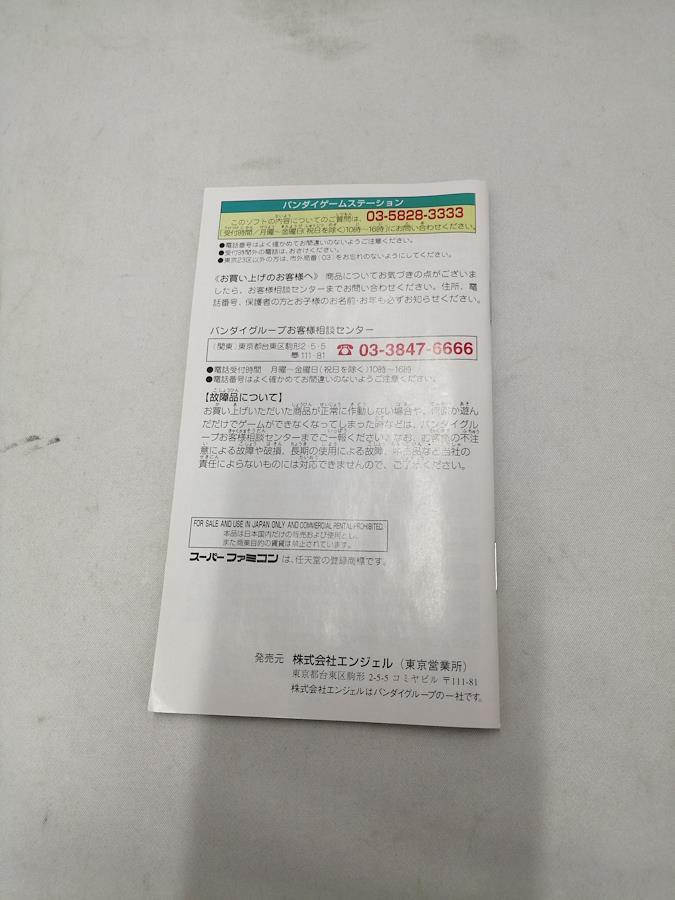 バンダイゲームステーション
このソフトの内容についてのご質問は、 03-5828-3333
(受付時間/月曜~金曜日(祝日を除く)10時~16時)にお問い合わせください。
●電話番号はよく確かめてお間違いのないようご注意ください。
●受付時間外の電話は、おさけください。
●東京23区以外の方は、市外局番(03)をお忘れのないようにしてください。
《お買い上げのお客様へ》 商品についてお気づきの点がございま
したら、お客様相談センターまでお問い合わせください。住所、電
話番号、保護者の方とお子様のお名前・お年も必ずお知らせください。
バンダイグループお客様相談センター
(関東)東京都台東区駒形2-5-5
〒111-81
☎ 03-3847-6666
●電話受付時間 月曜~金曜日(祝日を除く)10時~16時
●電話番号はよく確かめてお間違いのないようご注意ください。
【故障品について】
お買い上げいただいた商品が正常に作動しない場合や、何回か遊ん
だだけでゲームができなくなってしまった時などは、バンダイグル
ープお客様相談センターまでご一報ください。なお、お客様の不注
意による故障や破損、長期の使用による故障、など当社の
責任によらないものには対応できませんので、ご了承ください。
FOR SALE AND USE IN JAPAN ONLY AND COMMERCIAL RENTAL PROHIBITED.
本品は日本国内だけの販売および使用とし、
また商業目的の賃貸は禁止されています。
スーパーファミコン は、任天堂の登録商標です。
発売元 株式会社エンジェル(東京営業所)
東京都台東区駒形 2-5-5 コミヤビル 〒111-81
株式会社エンジェルはバンダイグループの一社です。